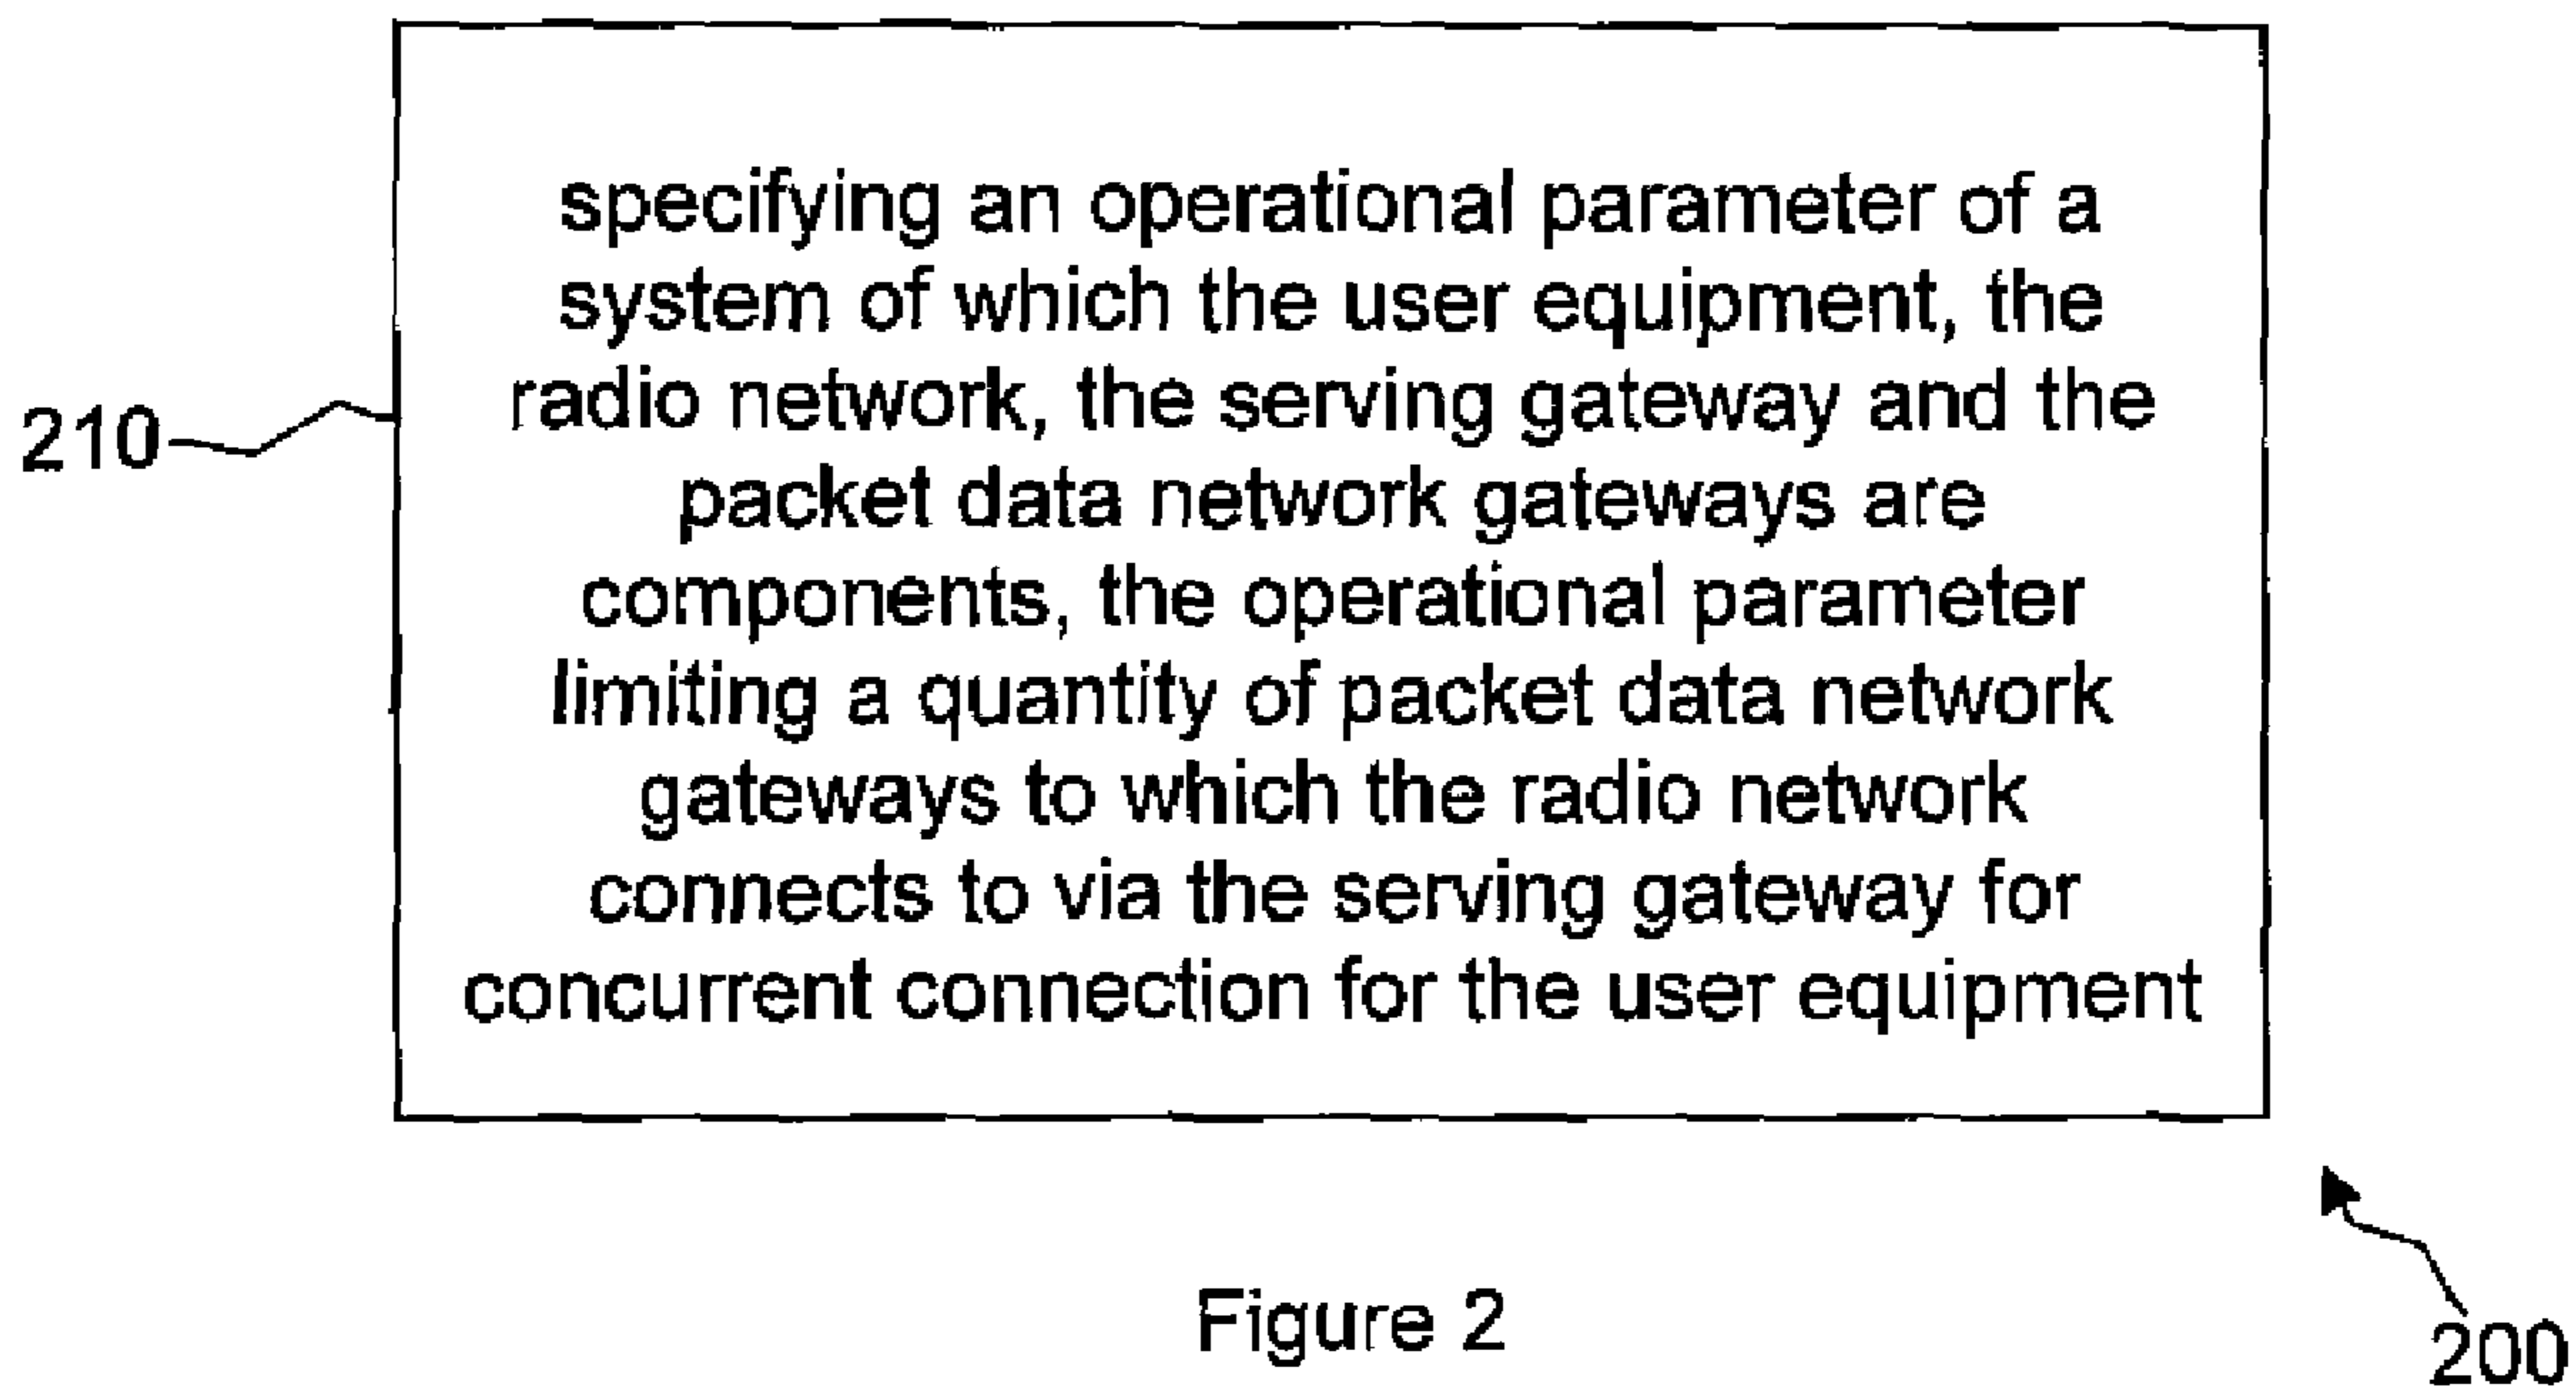 specifying an operational parameter of a
system of which the user equipment, the
radio network, the serving gateway and the
packet data network gateways are
components, the operational parameter
limiting a quantity of packet data network
gateways to which the radio network
connects to via the serving gateway for
concurrent connection for the user equipment
210
Figure 2
200